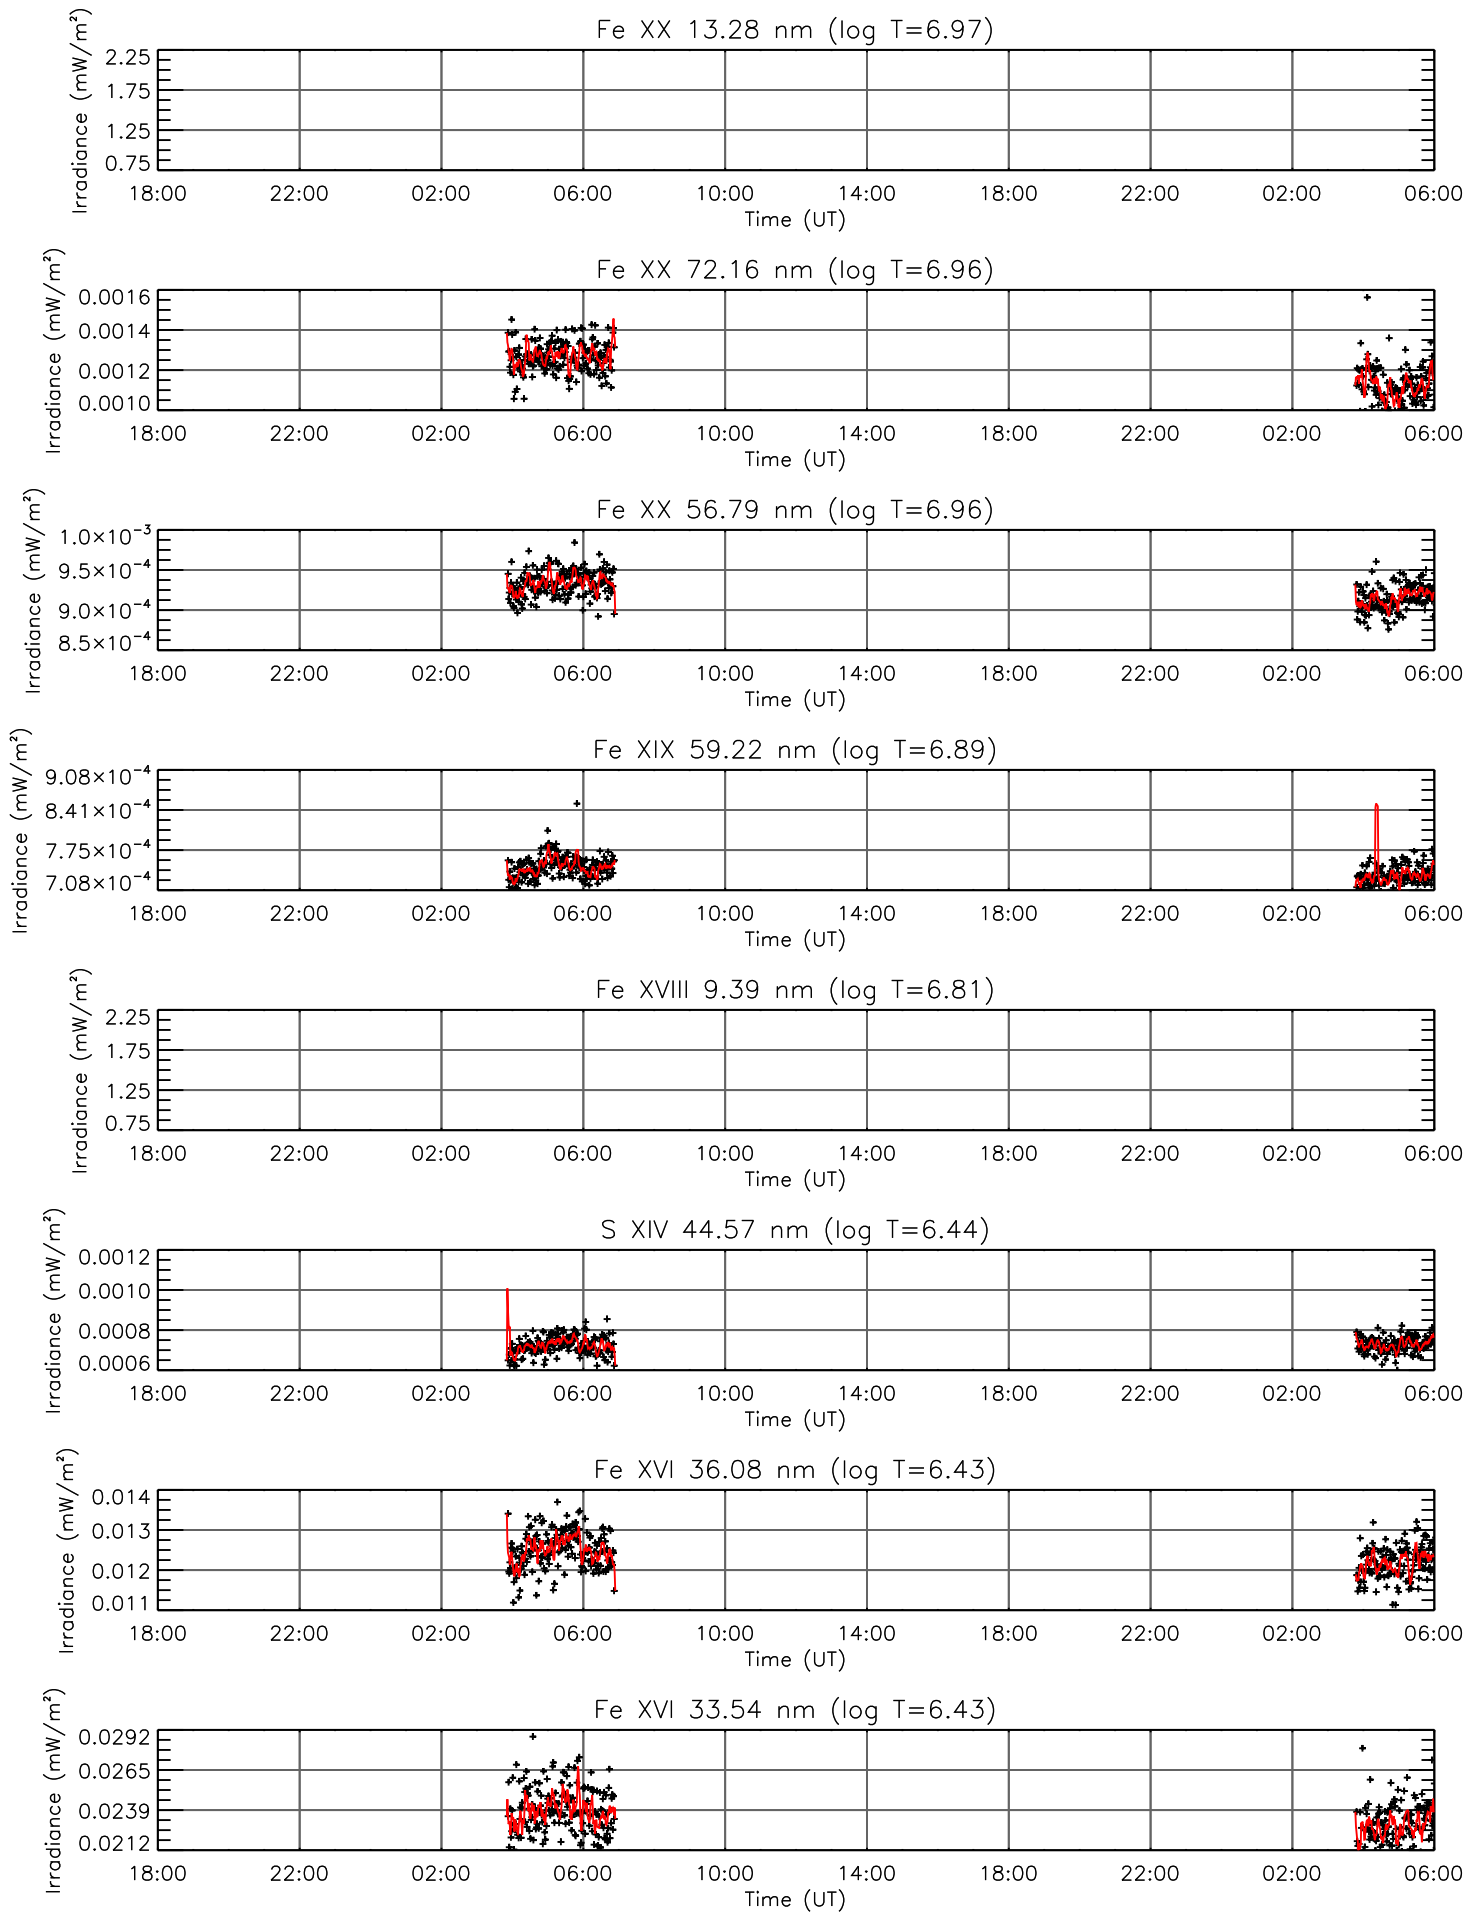 Fe XX 13.28 nm (log T=6.97)
Irradiance (mW/m²)
2.25
1.75
1.25
0.75
18:00 22:00 02:00 06:00 10:00 14:00 18:00 22:00 02:00 06:00
Time (UT)
Fe XX 72.16 nm (log T=6.96)
Irradiance (mW/m²)
0.0016
0.0014
0.0012
0.0010
18:00 22:00 02:00 06:00 10:00 14:00 18:00 22:00 02:00 06:00
Time (UT)
Fe XX 56.79 nm (log T=6.96)
Irradiance (mW/m²)
1.0×10⁻³
9.5×10⁻⁴
9.0×10⁻⁴
8.5×10⁻⁴
18:00 22:00 02:00 06:00 10:00 14:00 18:00 22:00 02:00 06:00
Time (UT)
Fe XIX 59.22 nm (log T=6.89)
Irradiance (mW/m²)
9.08×10⁻⁴
8.41×10⁻⁴
7.75×10⁻⁴
7.08×10⁻⁴
18:00 22:00 02:00 06:00 10:00 14:00 18:00 22:00 02:00 06:00
Time (UT)
Fe XVIII 9.39 nm (log T=6.81)
Irradiance (mW/m²)
2.25
1.75
1.25
0.75
18:00 22:00 02:00 06:00 10:00 14:00 18:00 22:00 02:00 06:00
Time (UT)
S XIV 44.57 nm (log T=6.44)
Irradiance (mW/m²)
0.0012
0.0010
0.0008
0.0006
18:00 22:00 02:00 06:00 10:00 14:00 18:00 22:00 02:00 06:00
Time (UT)
Fe XVI 36.08 nm (log T=6.43)
Irradiance (mW/m²)
0.014
0.013
0.012
0.011
18:00 22:00 02:00 06:00 10:00 14:00 18:00 22:00 02:00 06:00
Time (UT)
Fe XVI 33.54 nm (log T=6.43)
Irradiance (mW/m²)
0.0292
0.0265
0.0239
0.0212
18:00 22:00 02:00 06:00 10:00 14:00 18:00 22:00 02:00 06:00
Time (UT)